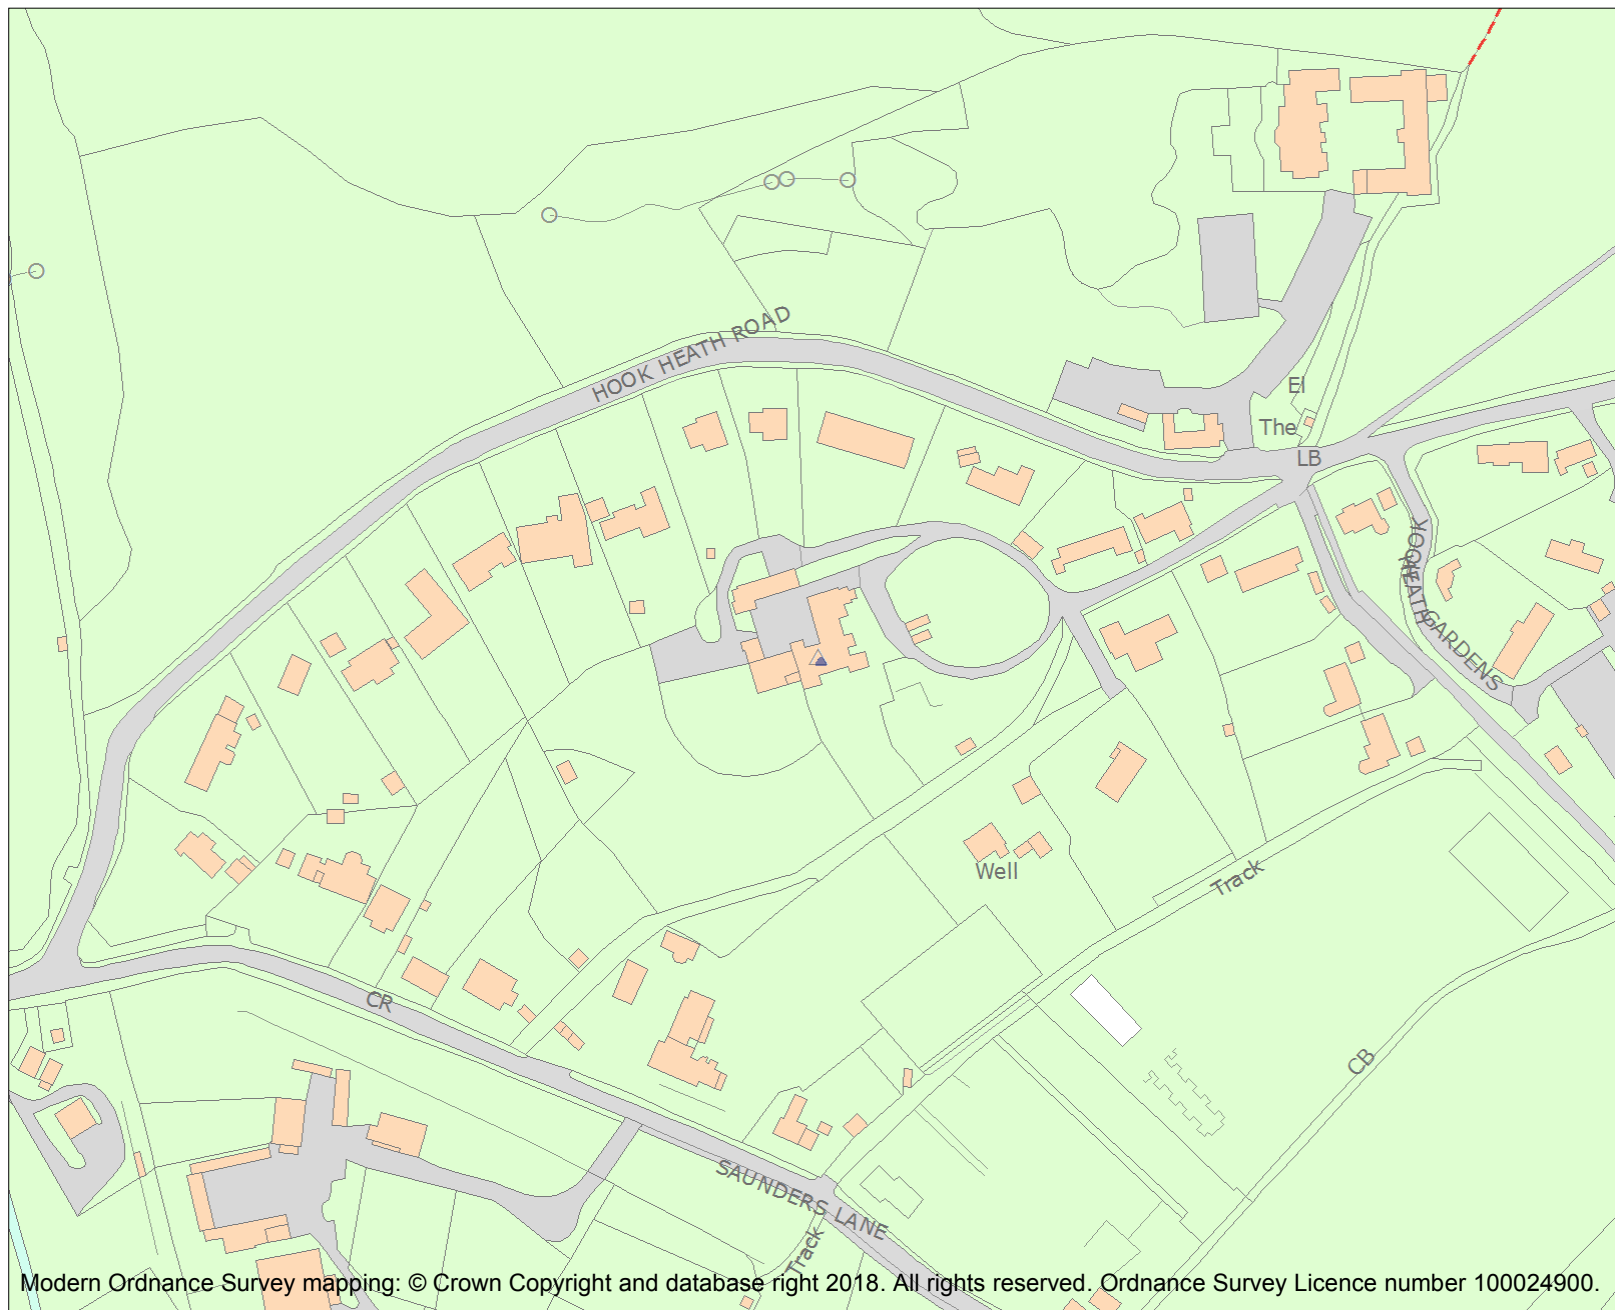 HOOK HEATH ROAD
El
The
LB
HOOK
HEATH
GARDENS
Well
Track
CR
CB
SAUNDERS LANE
Track
Modern Ordnance Survey mapping: © Crown Copyright and database right 2018. All rights reserved. Ordnance Survey Licence number 100024900.